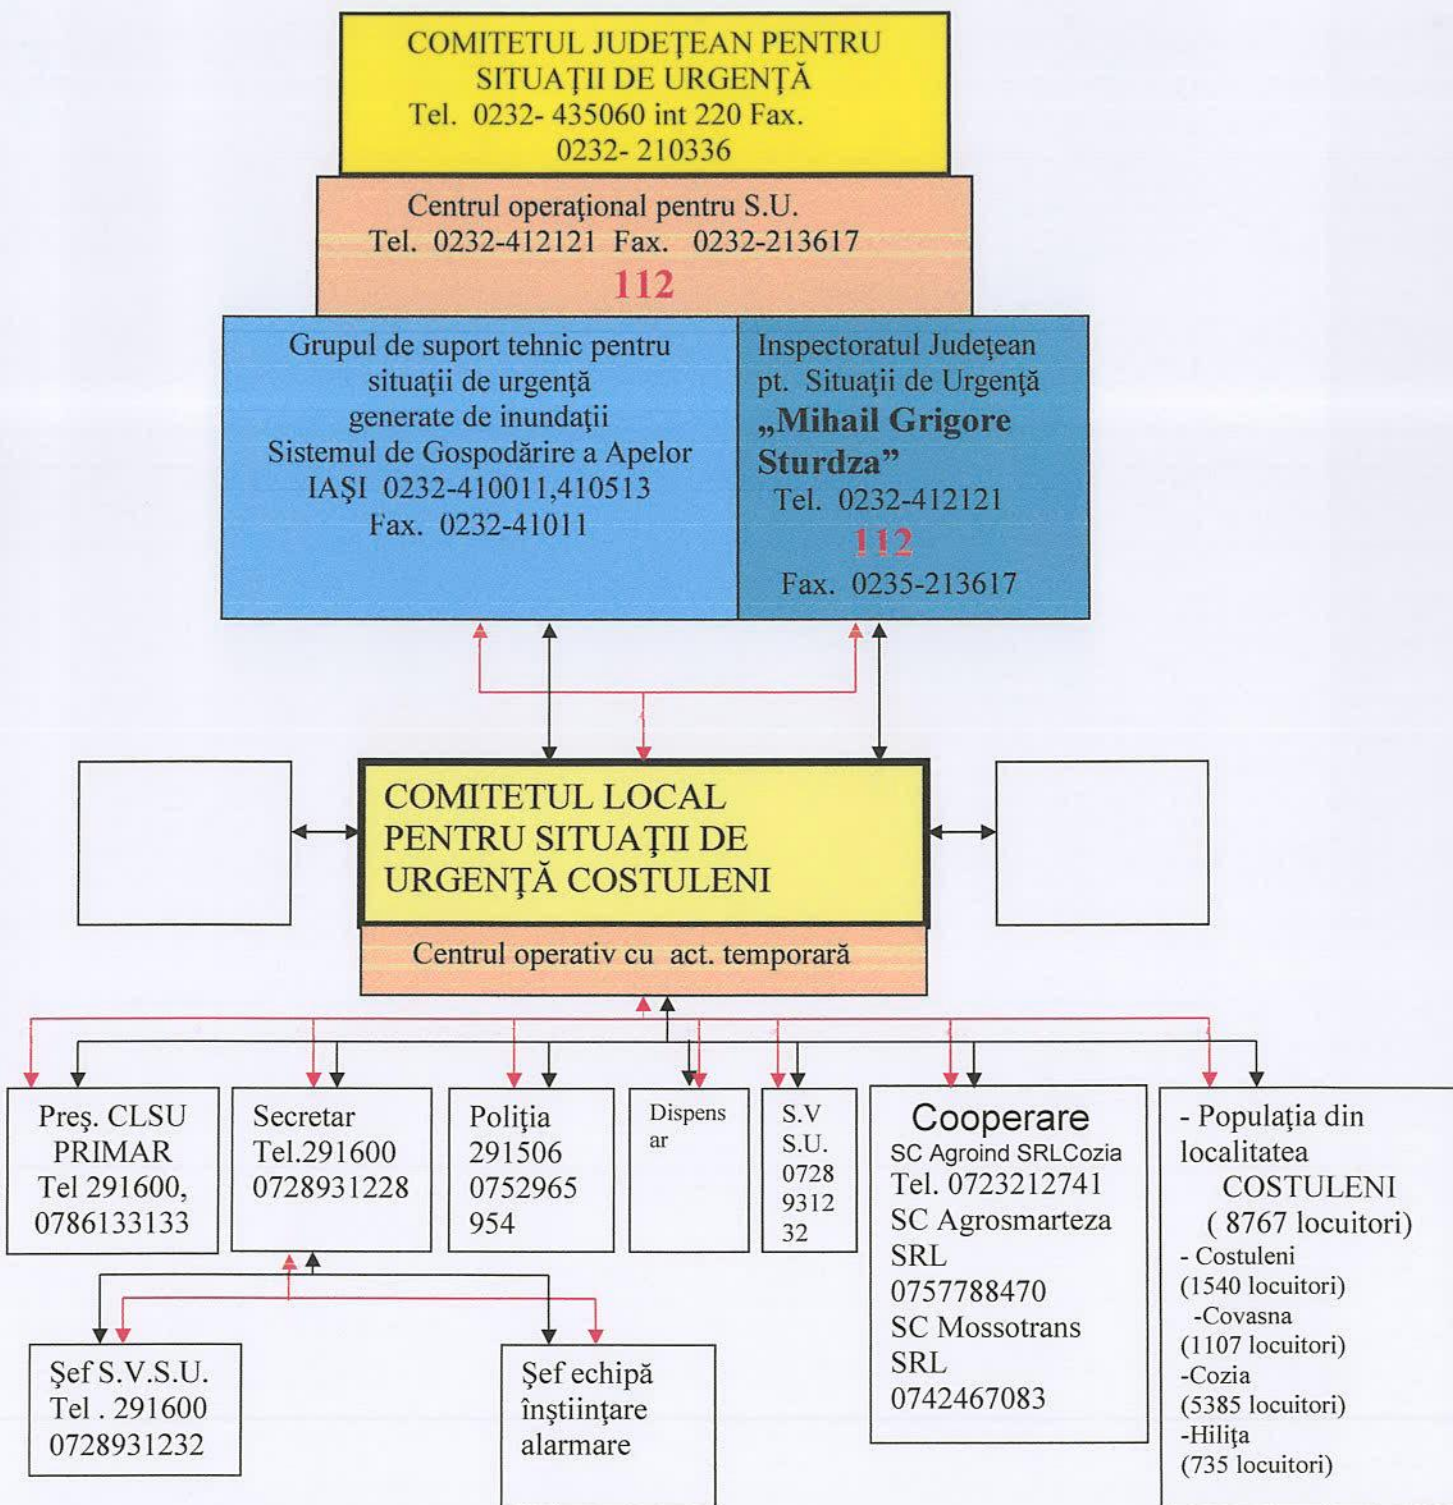 COMITETUL JUDEŢEAN PENTRU
SITUAŢII DE URGENŢĂ
Tel. 0232- 435060 int 220 Fax.
0232- 210336
Centrul operaţional pentru S.U.
Tel. 0232-412121 Fax. 0232-213617
112
Grupul de suport tehnic pentru
situaţii de urgenţă
generate de inundaţii
Sistemul de Gospodărire a Apelor
IAŞI 0232-410011,410513
Fax. 0232-41011
Inspectoratul Judeţean
pt. Situaţii de Urgenţă
„Mihail Grigore
Sturdza”
Tel. 0232-412121
112
Fax. 0235-213617
COMITETUL LOCAL
PENTRU SITUAŢII DE
URGENŢĂ COSTULENI
Centrul operativ cu act. temporară
Preş. CLSU
PRIMAR
Tel 291600,
0786133133
Secretar
Tel.291600
0728931228
Poliţia
291506
0752965
954
Dispens
ar
S.V
S.U.
0728
9312
32
Cooperare
SC Agroind SRLCozia
Tel. 0723212741
SC Agrosmarteza
SRL
0757788470
SC Mossotrans
SRL
0742467083
- Populaţia din
localitatea
COSTULENI
( 8767 locuitori)
- Costuleni
(1540 locuitori)
-Covasna
(1107 locuitori)
-Cozia
(5385 locuitori)
-Hiliţa
(735 locuitori)
Şef S.V.S.U.
Tel . 291600
0728931232
Şef echipă
înştiinţare
alarmare